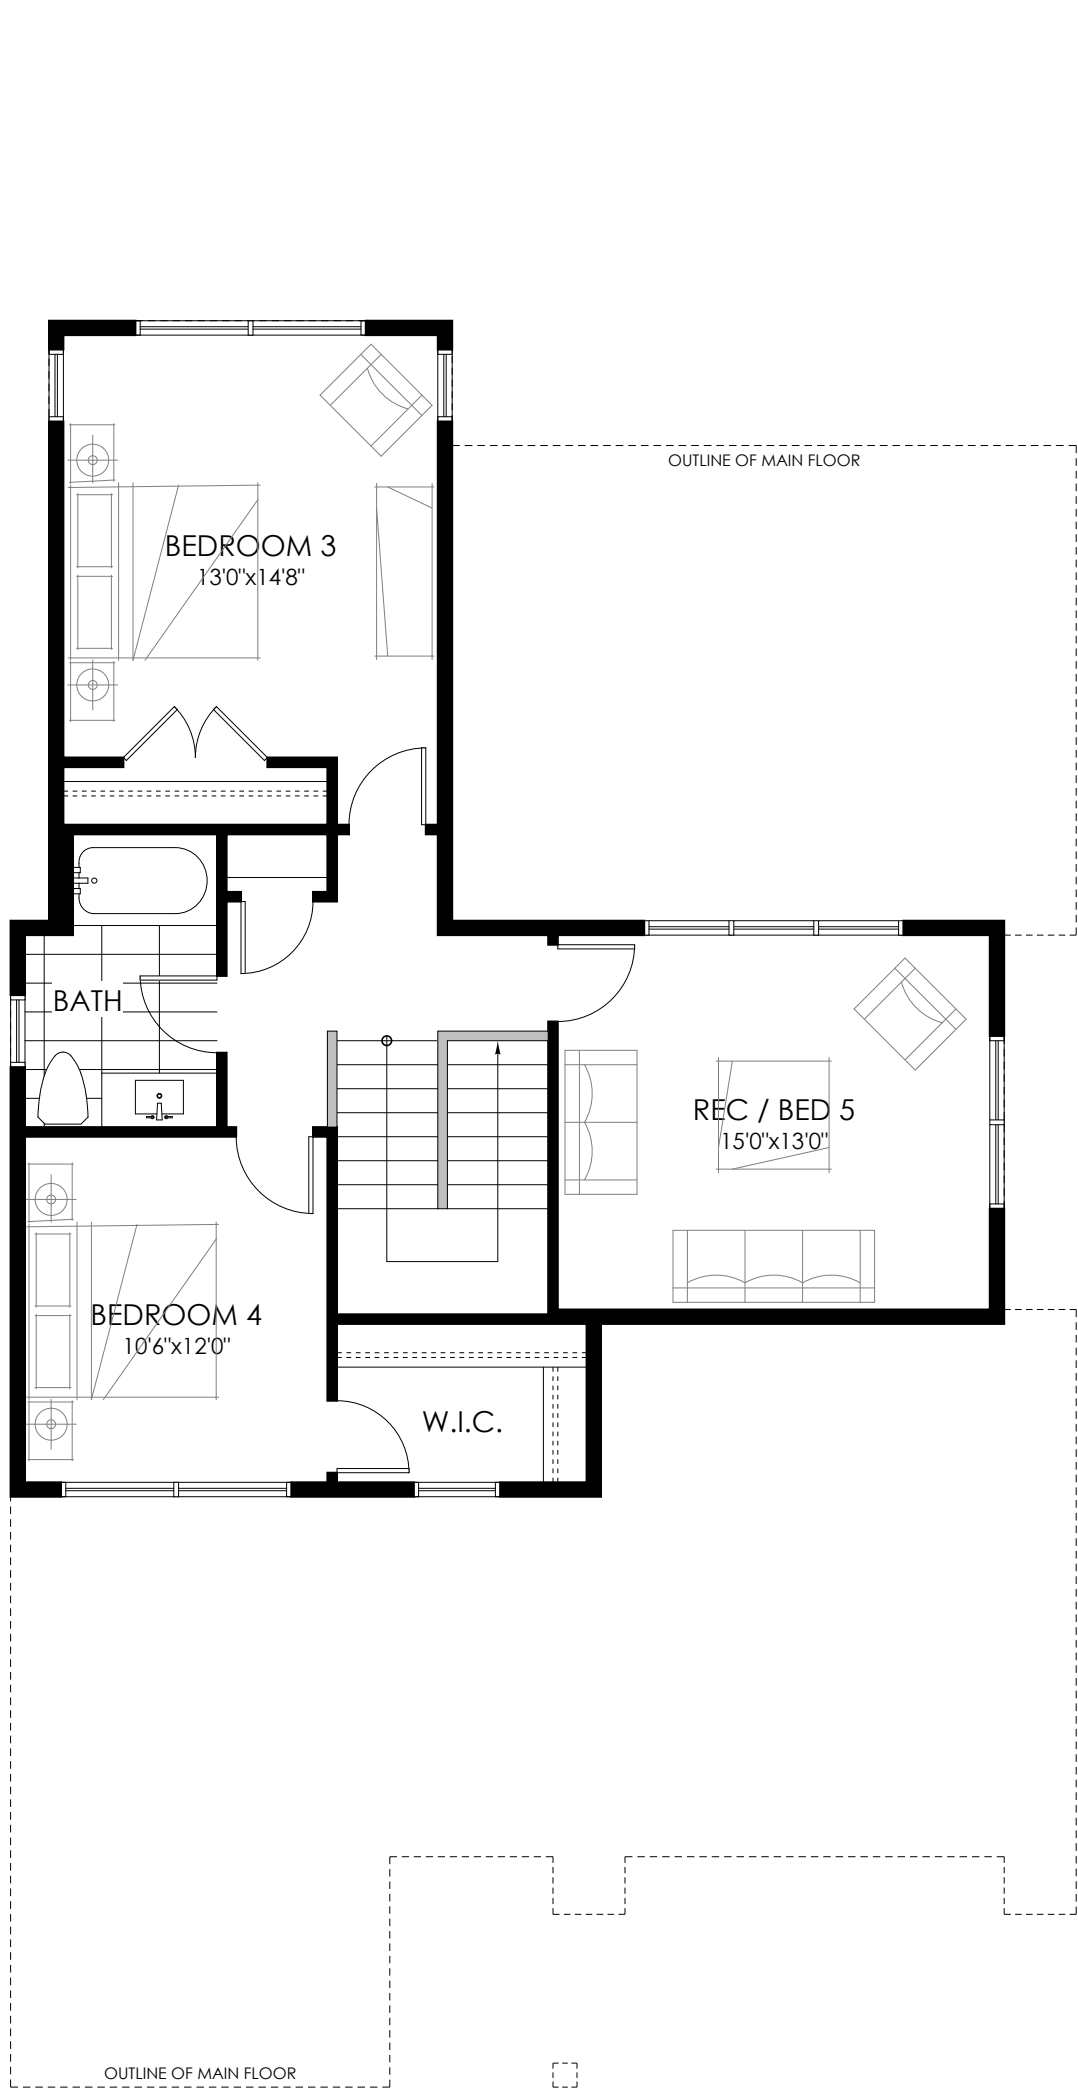 OUTLINE OF MAIN FLOOR
BEDROOM 3
13'0"x14'8"
BATH
REC / BED 5
15'0"x13'0"
BEDROOM 4
10'6"x12'0"
W.I.C.
OUTLINE OF MAIN FLOOR